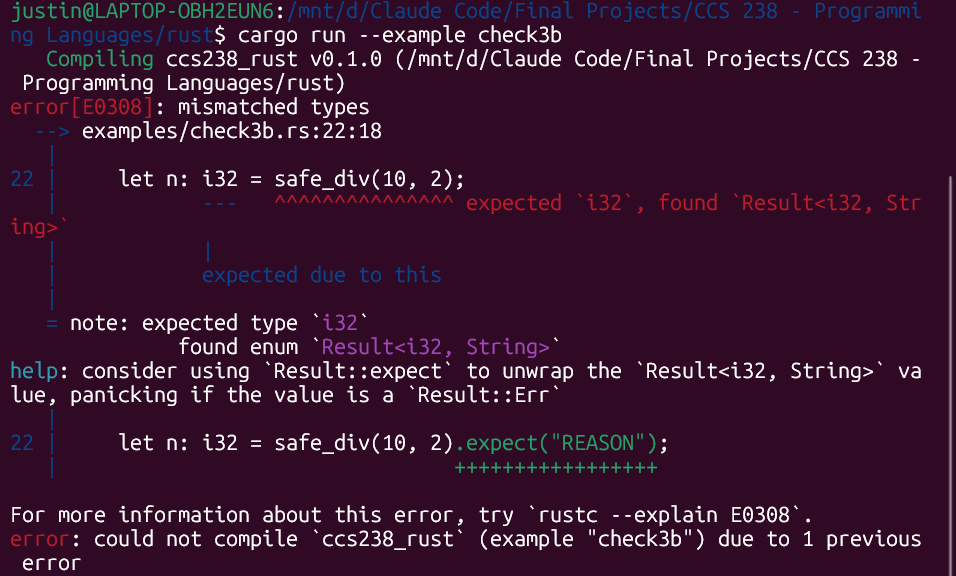 justin@LAPTOP-OBH2EUN6:/mnt/d/Claude Code/Final Projects/CCS 238 - Programmi
ng Languages/rust$ cargo run --example check3b
   Compiling ccs238_rust v0.1.0 (/mnt/d/Claude Code/Final Projects/CCS 238 -
 Programming Languages/rust)
error[E0308]: mismatched types
  --> examples/check3b.rs:22:18
   |
22 |     let n: i32 = safe_div(10, 2);
   |            ---   ^^^^^^^^^^^^^^^ expected `i32`, found `Result<i32, Str
ing>`
   |            |
   |            expected due to this
   |
   = note: expected type `i32`
              found enum `Result<i32, String>`
help: consider using `Result::expect` to unwrap the `Result<i32, String>` va
lue, panicking if the value is a `Result::Err`
   |
22 |     let n: i32 = safe_div(10, 2).expect("REASON");
   |                                 +++++++++++++++++

For more information about this error, try `rustc --explain E0308`.
error: could not compile `ccs238_rust` (example "check3b") due to 1 previous
 error